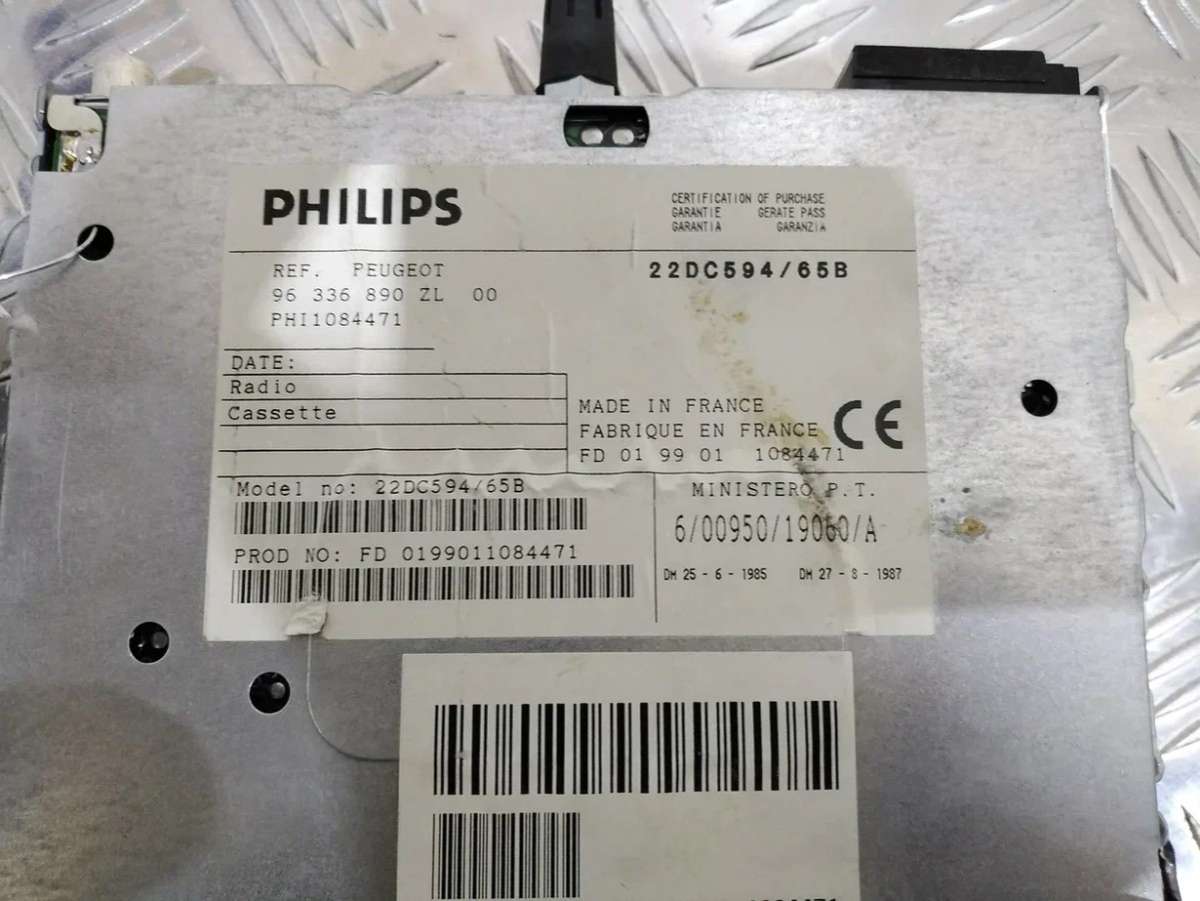 PHILIPS
CERTIFICATION OF PURCHASE
GARANTIE GERATE PASS
GARANTIA GARANZIA
REF. PEUGEOT
22DC594/65B
96 336 890 ZL 00
PHI1084471
DATE:
Radio
Cassette
MADE IN FRANCE
FABRIQUE EN FRANCE
CE
FD 01 99 01 1084471
Model no: 22DC594/65B
MINISTERO P.T.
6/00950/19060/A
PROD NO: FD 0199011084471
DM 25 - 6 - 1985 DM 27 - 8 - 1987